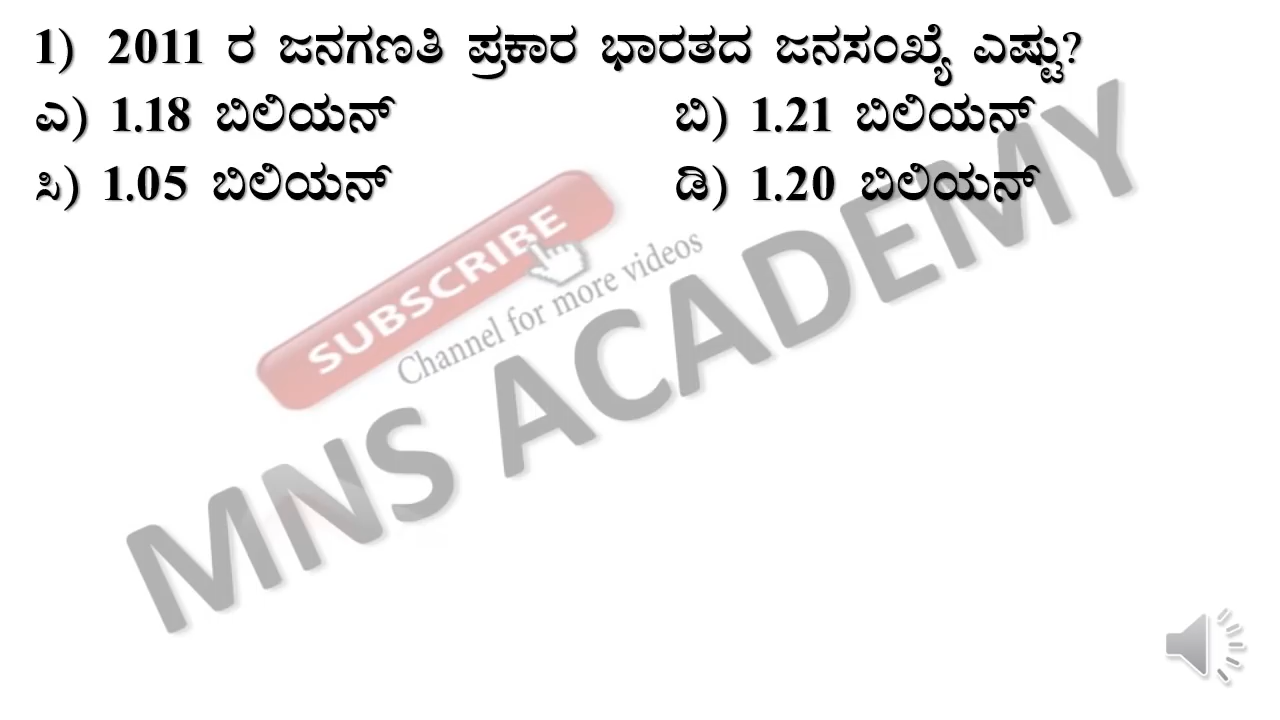 1) 2011 ರ ಜನಗಣತಿ ಪ್ರಕಾರ ಭಾರತದ ಜನಸಂಖ್ಯೆ ಎಷ್ಟು?
ಎ) 1.18 ಬಿಲಿಯನ್ ಬಿ) 1.21 ಬಿಲಿಯನ್
ಸಿ) 1.05 ಬಿಲಿಯನ್ ಡಿ) 1.20 ಬಿಲಿಯನ್
SUBSCRIBE
Channel for more videos
MNS ACADEMY